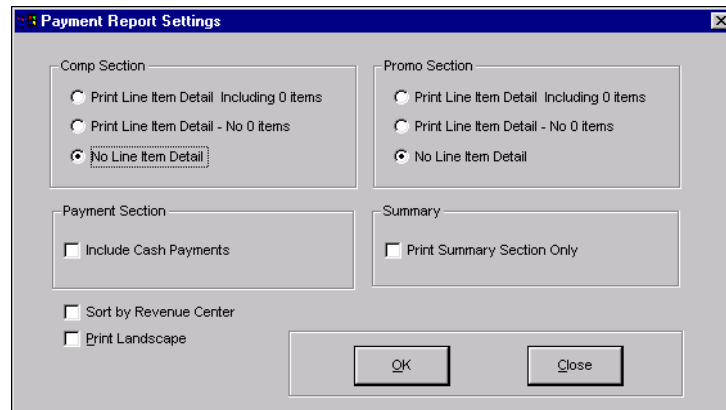 Payment Report Settings
Comp Section
Print Line Item Detail Including 0 items
Print Line Item Detail - No 0 items
No Line Item Detail
Promo Section
Print Line Item Detail Including 0 items
Print Line Item Detail - No 0 items
No Line Item Detail
Payment Section
Include Cash Payments
Summary
Print Summary Section Only
Sort by Revenue Center
Print Landscape
OK
Close